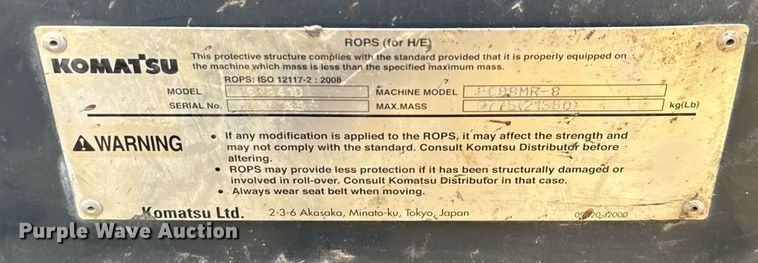 ROPS (for H/E)
KOMATSU
This protective structure complies with the standard provided that it is properly equipped on
the machine which mass is less than the specified maximum mass.
ROPS: ISO 12117-2 : 2008
MODEL MACHINE MODEL PC88MR-8
SERIAL No. MAX.MASS 9775(21550) kg(Lb)
WARNING
• If any modification is applied to the ROPS, it may affect the strength and
may not comply with the standard. Consult Komatsu Distributor before
altering.
• ROPS may provide less protection if it has been structurally damaged or
involved in roll-over. Consult Komatsu Distributor in that case.
• Always wear seat belt when moving.
Komatsu Ltd. 2-3-6 Akasaka, Minato-ku, Tokyo, Japan
Purple Wave Auction